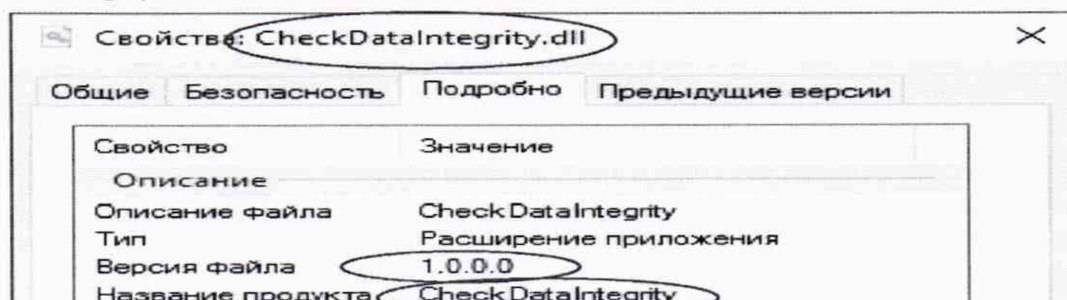 Свойства: CheckDataIntegrity.dll
Общие Безопасность Подробно Предыдущие версии
Свойство Значение
Описание
Описание файла CheckDataIntegrity
Тип Расширение приложения
Версия файла 1.0.0.0
Название продукта CheckDataIntegrity